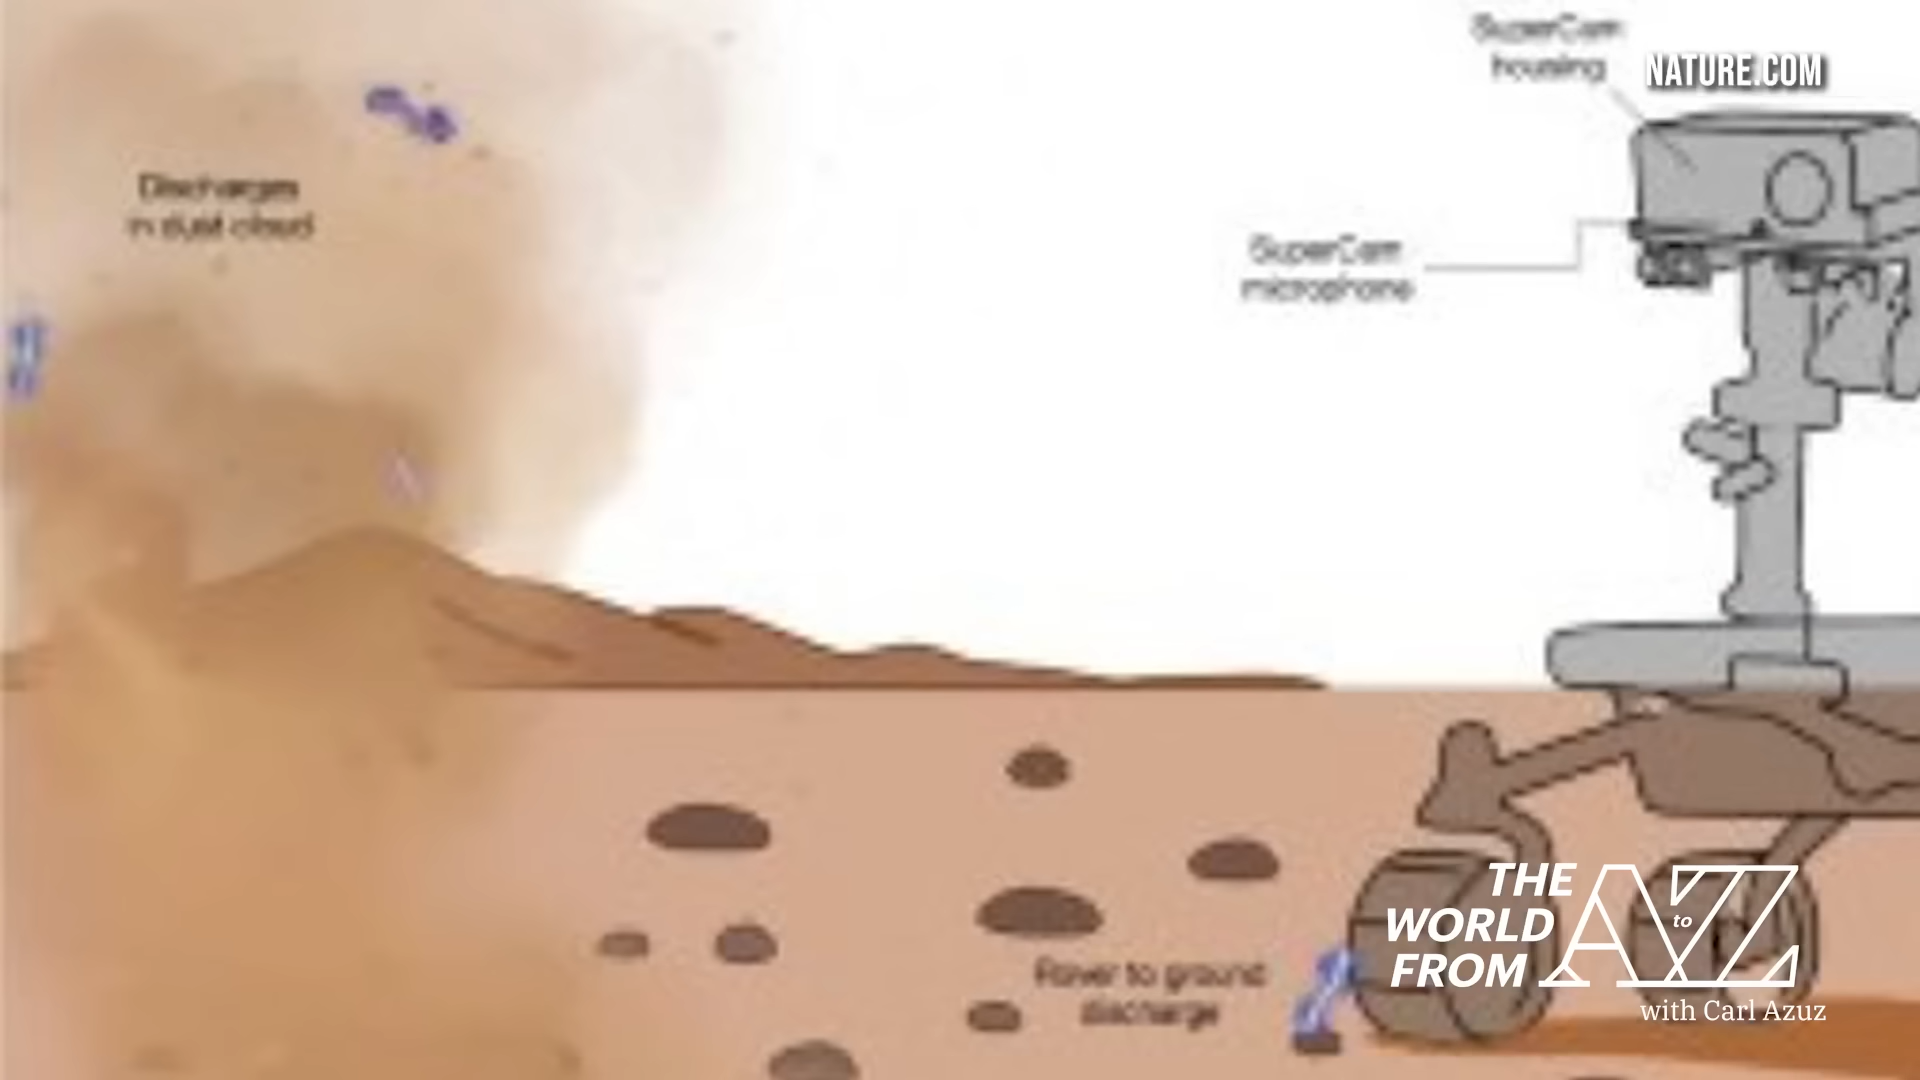 SuperCam
housing
NATURE.COM
Discharges
in dust cloud
SuperCam
microphone
Rover to ground
discharge
THE
WORLD
FROM
A to Z
with Carl Azuz